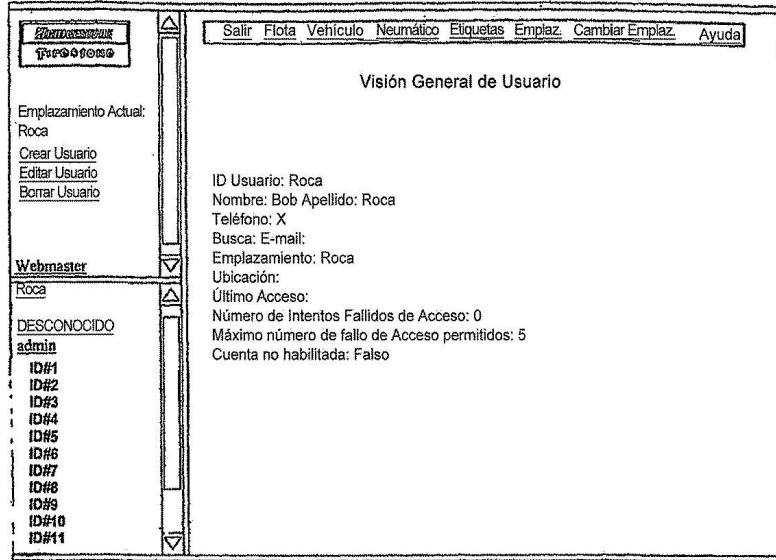 Salir Flota Vehículo Neumático Etiquetas Emplaz. Cambiar Emplaz. Ayuda
Firestone
Emplazamiento Actual:
Roca
Crear Usuario
Editar Usuario
Borrar Usuario
Webmaster
Roca
DESCONOCIDO
admin
ID#1
ID#2
ID#3
ID#4
ID#5
ID#6
ID#7
ID#8
ID#9
ID#10
ID#11
Visión General de Usuario
ID Usuario: Roca
Nombre: Bob Apellido: Roca
Teléfono: X
Busca: E-mail:
Emplazamiento: Roca
Ubicación:
Último Acceso:
Número de Intentos Fallidos de Acceso: 0
Máximo número de fallo de Acceso permitidos: 5
Cuenta no habilitada: Falso